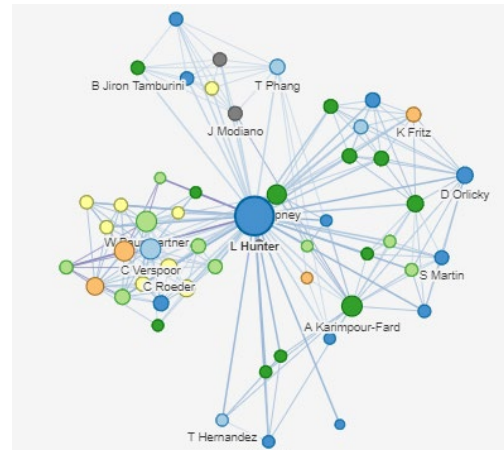 B Jiron Tamburini
T Phang
J Modiano
K Fritz
D Orlicky
L Hunter
C Verspoor
C Roeder
S Martin
A Karimpour-Fard
T Hernandez